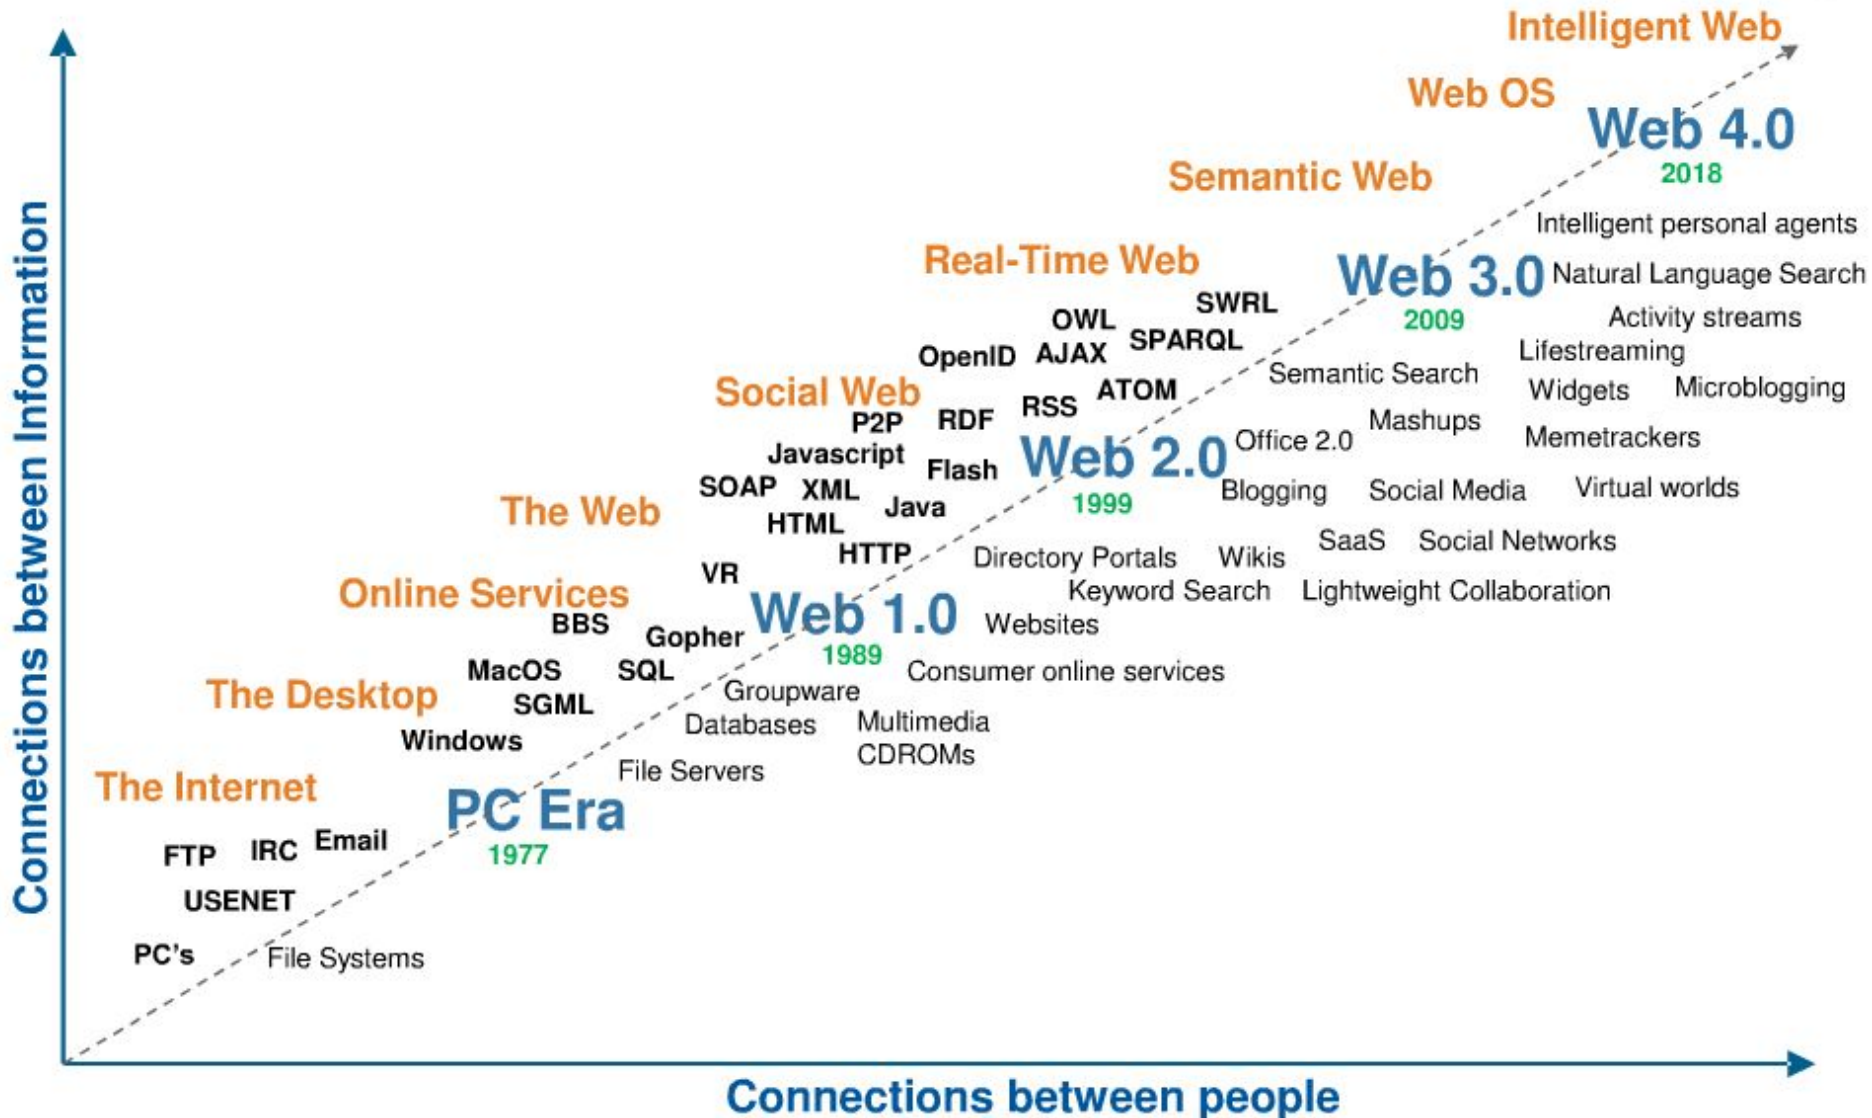 Intelligent Web
Web OS
Web 4.0
2018
Semantic Web
Intelligent personal agents
Real-Time Web
Web 3.0
Natural Language Search
2009
SWRL
OWL
SPARQL
Activity streams
OpenID
AJAX
Lifestreaming
Semantic Search
Social Web
ATOM
Widgets
Microblogging
P2P
RDF
RSS
Mashups
Javascript
Flash
Web 2.0
1999
Office 2.0
Memetrackers
SOAP
XML
Java
Blogging
Social Media
Virtual worlds
The Web
HTML
HTTP
Directory Portals
Wikis
SaaS
Social Networks
VR
Keyword Search
Lightweight Collaboration
Online Services
BBS
Gopher
Web 1.0
1989
Websites
MacOS
SQL
Consumer online services
The Desktop
SGML
Groupware
Databases
Multimedia
CDROMs
Windows
File Servers
The Internet
PC Era
1977
FTP
IRC
Email
USENET
PC's
File Systems
Connections between Information
Connections between people